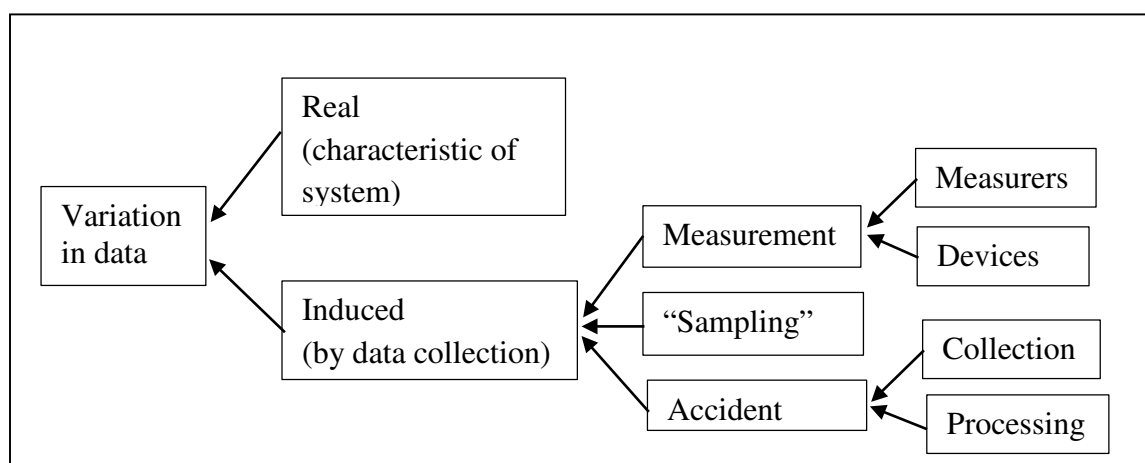 Real
(characteristic of
system)
Variation
in data
Induced
(by data collection)
Measurement
“Sampling”
Accident
Measurers
Devices
Collection
Processing